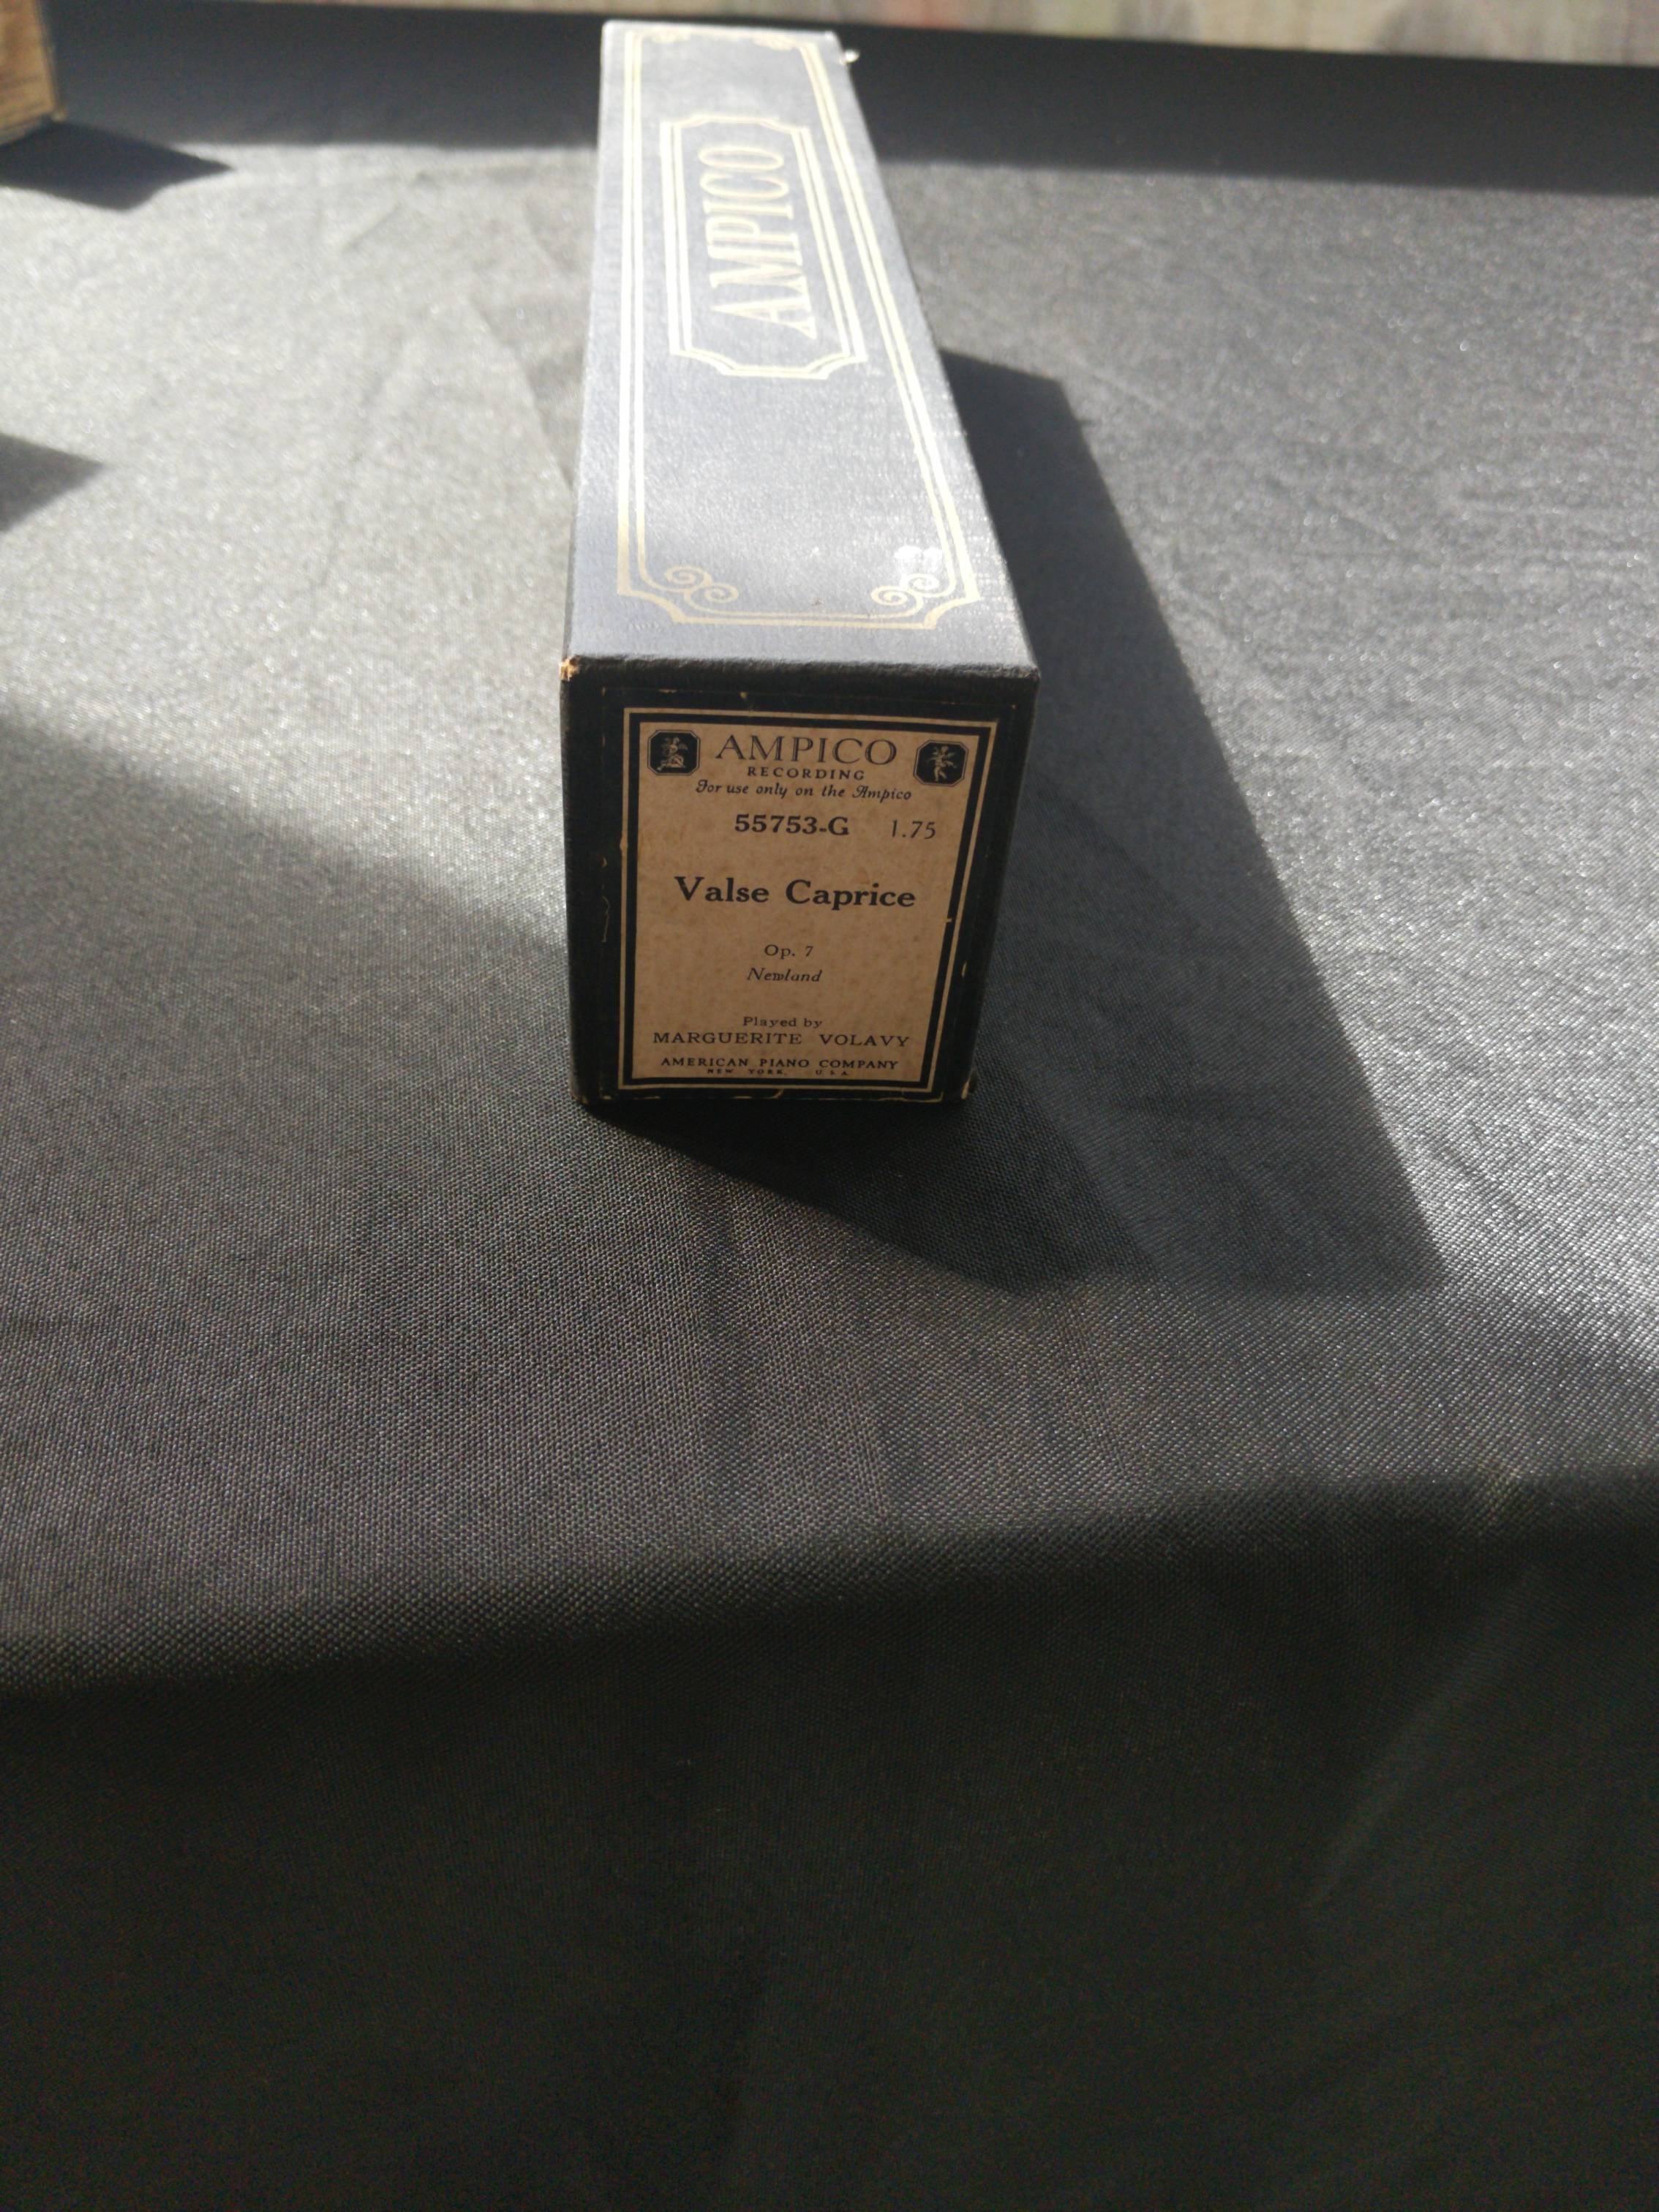 AMPICO
AMPICO
RECORDING
For use only on the Ampico
55753-G 1.75
Valse Caprice
Op. 7
Newland
Played by
MARGUERITE VOLAVY
AMERICAN PIANO COMPANY
NEW YORK, U.S.A.